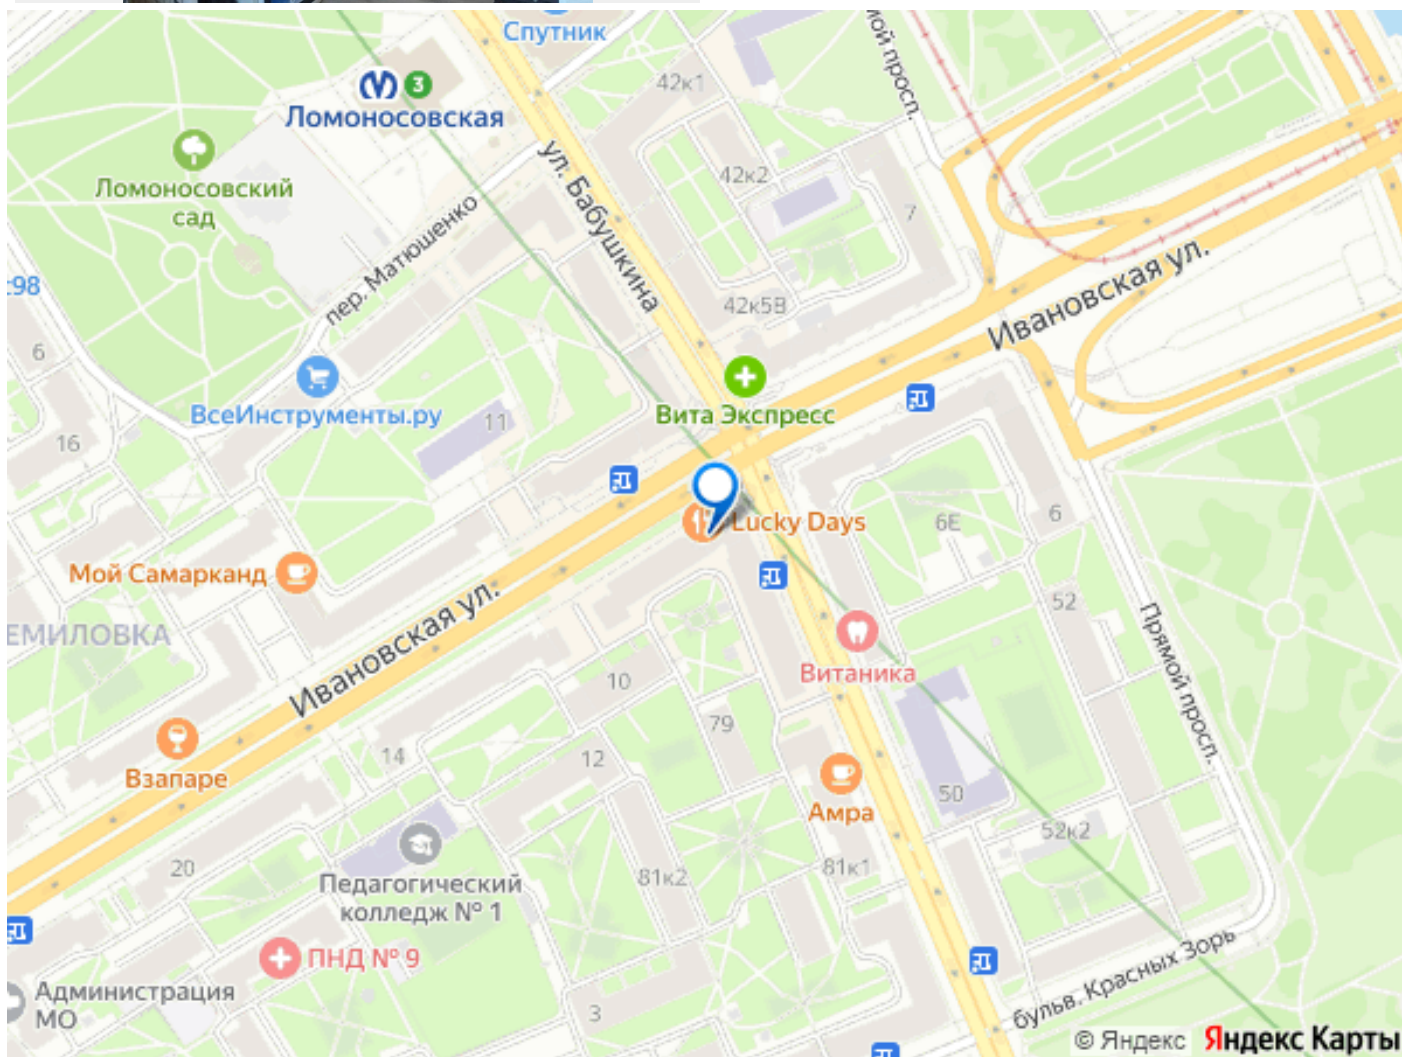 Спутник
мой просп.
42к1
3
Ломоносовская
ул. Бабушкина
Ломоносовский
сад
42к2
7
пер. Матюшенко
:98
42к5В
Ивановская ул.
6
ВсеИнструменты.ру
Вита Экспресс
11
16
Lucky Days
6Е
6
Мой Самарканд
Ивановская ул.
52
ЕМИЛОВКА
Прямой просп.
Витаника
10
79
Взапаре
14
12
Амра
50
52к2
20
Педагогический
колледж № 1
81к2
81к1
ПНД № 9
бульв. Красных Зорь
Администрация
МО
3
© Яндекс Яндекс Карты